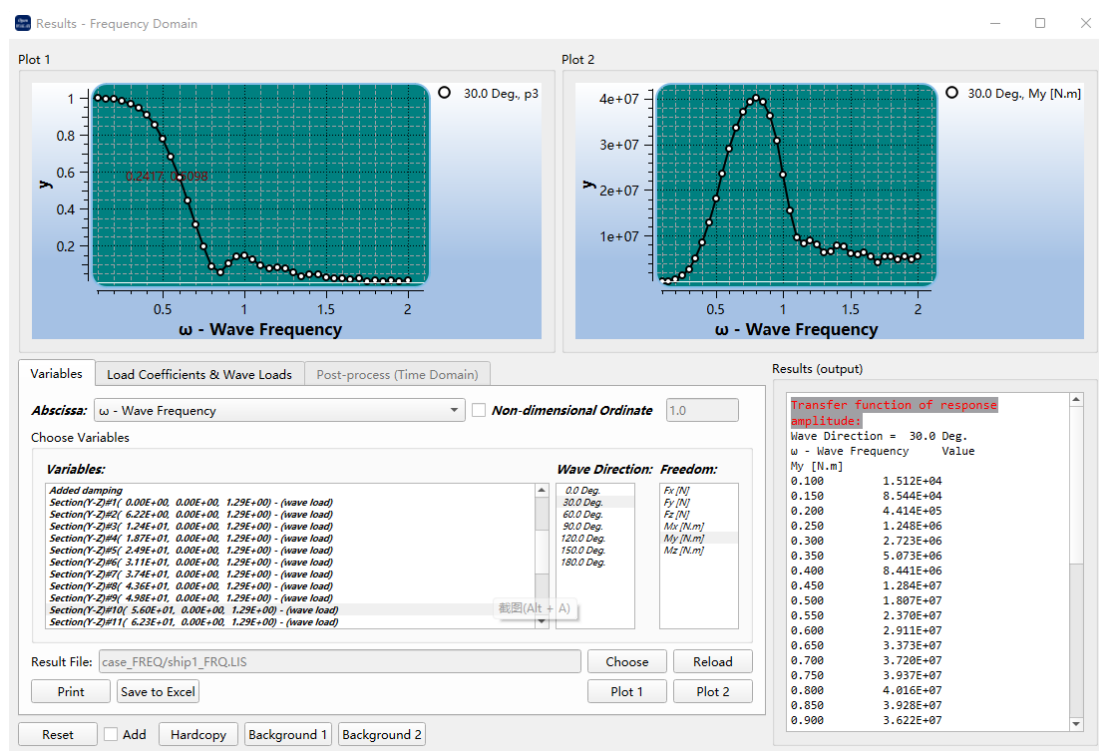 Results - Frequency Domain
Plot 1
Plot 2
1
0.8
0.6
0.4
0.2
y
0.2417, 0.6098
0.5
1
1.5
2
ω - Wave Frequency
30.0 Deg., p3
4e+07
3e+07
2e+07
1e+07
y
0.5
1
1.5
2
ω - Wave Frequency
30.0 Deg., My [N.m]
Variables
Load Coefficients & Wave Loads
Post-process (Time Domain)
Abscissa:
ω - Wave Frequency
Non-dimensional Ordinate
1.0
Choose Variables
Variables:
Added damping
Section(Y-Z)#1( 0.00E+00, 0.00E+00, 1.29E+00) - (wave load)
Section(Y-Z)#2( 6.22E+00, 0.00E+00, 1.29E+00) - (wave load)
Section(Y-Z)#3( 1.24E+01, 0.00E+00, 1.29E+00) - (wave load)
Section(Y-Z)#4( 1.87E+01, 0.00E+00, 1.29E+00) - (wave load)
Section(Y-Z)#5( 2.49E+01, 0.00E+00, 1.29E+00) - (wave load)
Section(Y-Z)#6( 3.11E+01, 0.00E+00, 1.29E+00) - (wave load)
Section(Y-Z)#7( 3.74E+01, 0.00E+00, 1.29E+00) - (wave load)
Section(Y-Z)#8( 4.36E+01, 0.00E+00, 1.29E+00) - (wave load)
Section(Y-Z)#9( 4.98E+01, 0.00E+00, 1.29E+00) - (wave load)
Section(Y-Z)#10( 5.60E+01, 0.00E+00, 1.29E+00) - (wave load)
Section(Y-Z)#11( 6.23E+01, 0.00E+00, 1.29E+00) - (wave load)
截图(Alt + A)
Wave Direction:
0.0 Deg.
30.0 Deg.
60.0 Deg.
90.0 Deg.
120.0 Deg.
150.0 Deg.
180.0 Deg.
Freedom:
Fx [N]
Fy [N]
Fz [N]
Mx [N.m]
My [N.m]
Mz [N.m]
Result File:
case_FREQ/ship1_FRQ.LIS
Choose
Reload
Print
Save to Excel
Plot 1
Plot 2
Reset
Add
Hardcopy
Background 1
Background 2
Results (output)
Transfer function of response
amplitude:
Wave Direction = 30.0 Deg.
ω - Wave Frequency Value
My [N.m]
0.100 1.512E+04
0.150 8.544E+04
0.200 4.414E+05
0.250 1.248E+06
0.300 2.723E+06
0.350 5.073E+06
0.400 8.441E+06
0.450 1.284E+07
0.500 1.807E+07
0.550 2.370E+07
0.600 2.911E+07
0.650 3.373E+07
0.700 3.720E+07
0.750 3.937E+07
0.800 4.016E+07
0.850 3.928E+07
0.900 3.622E+07